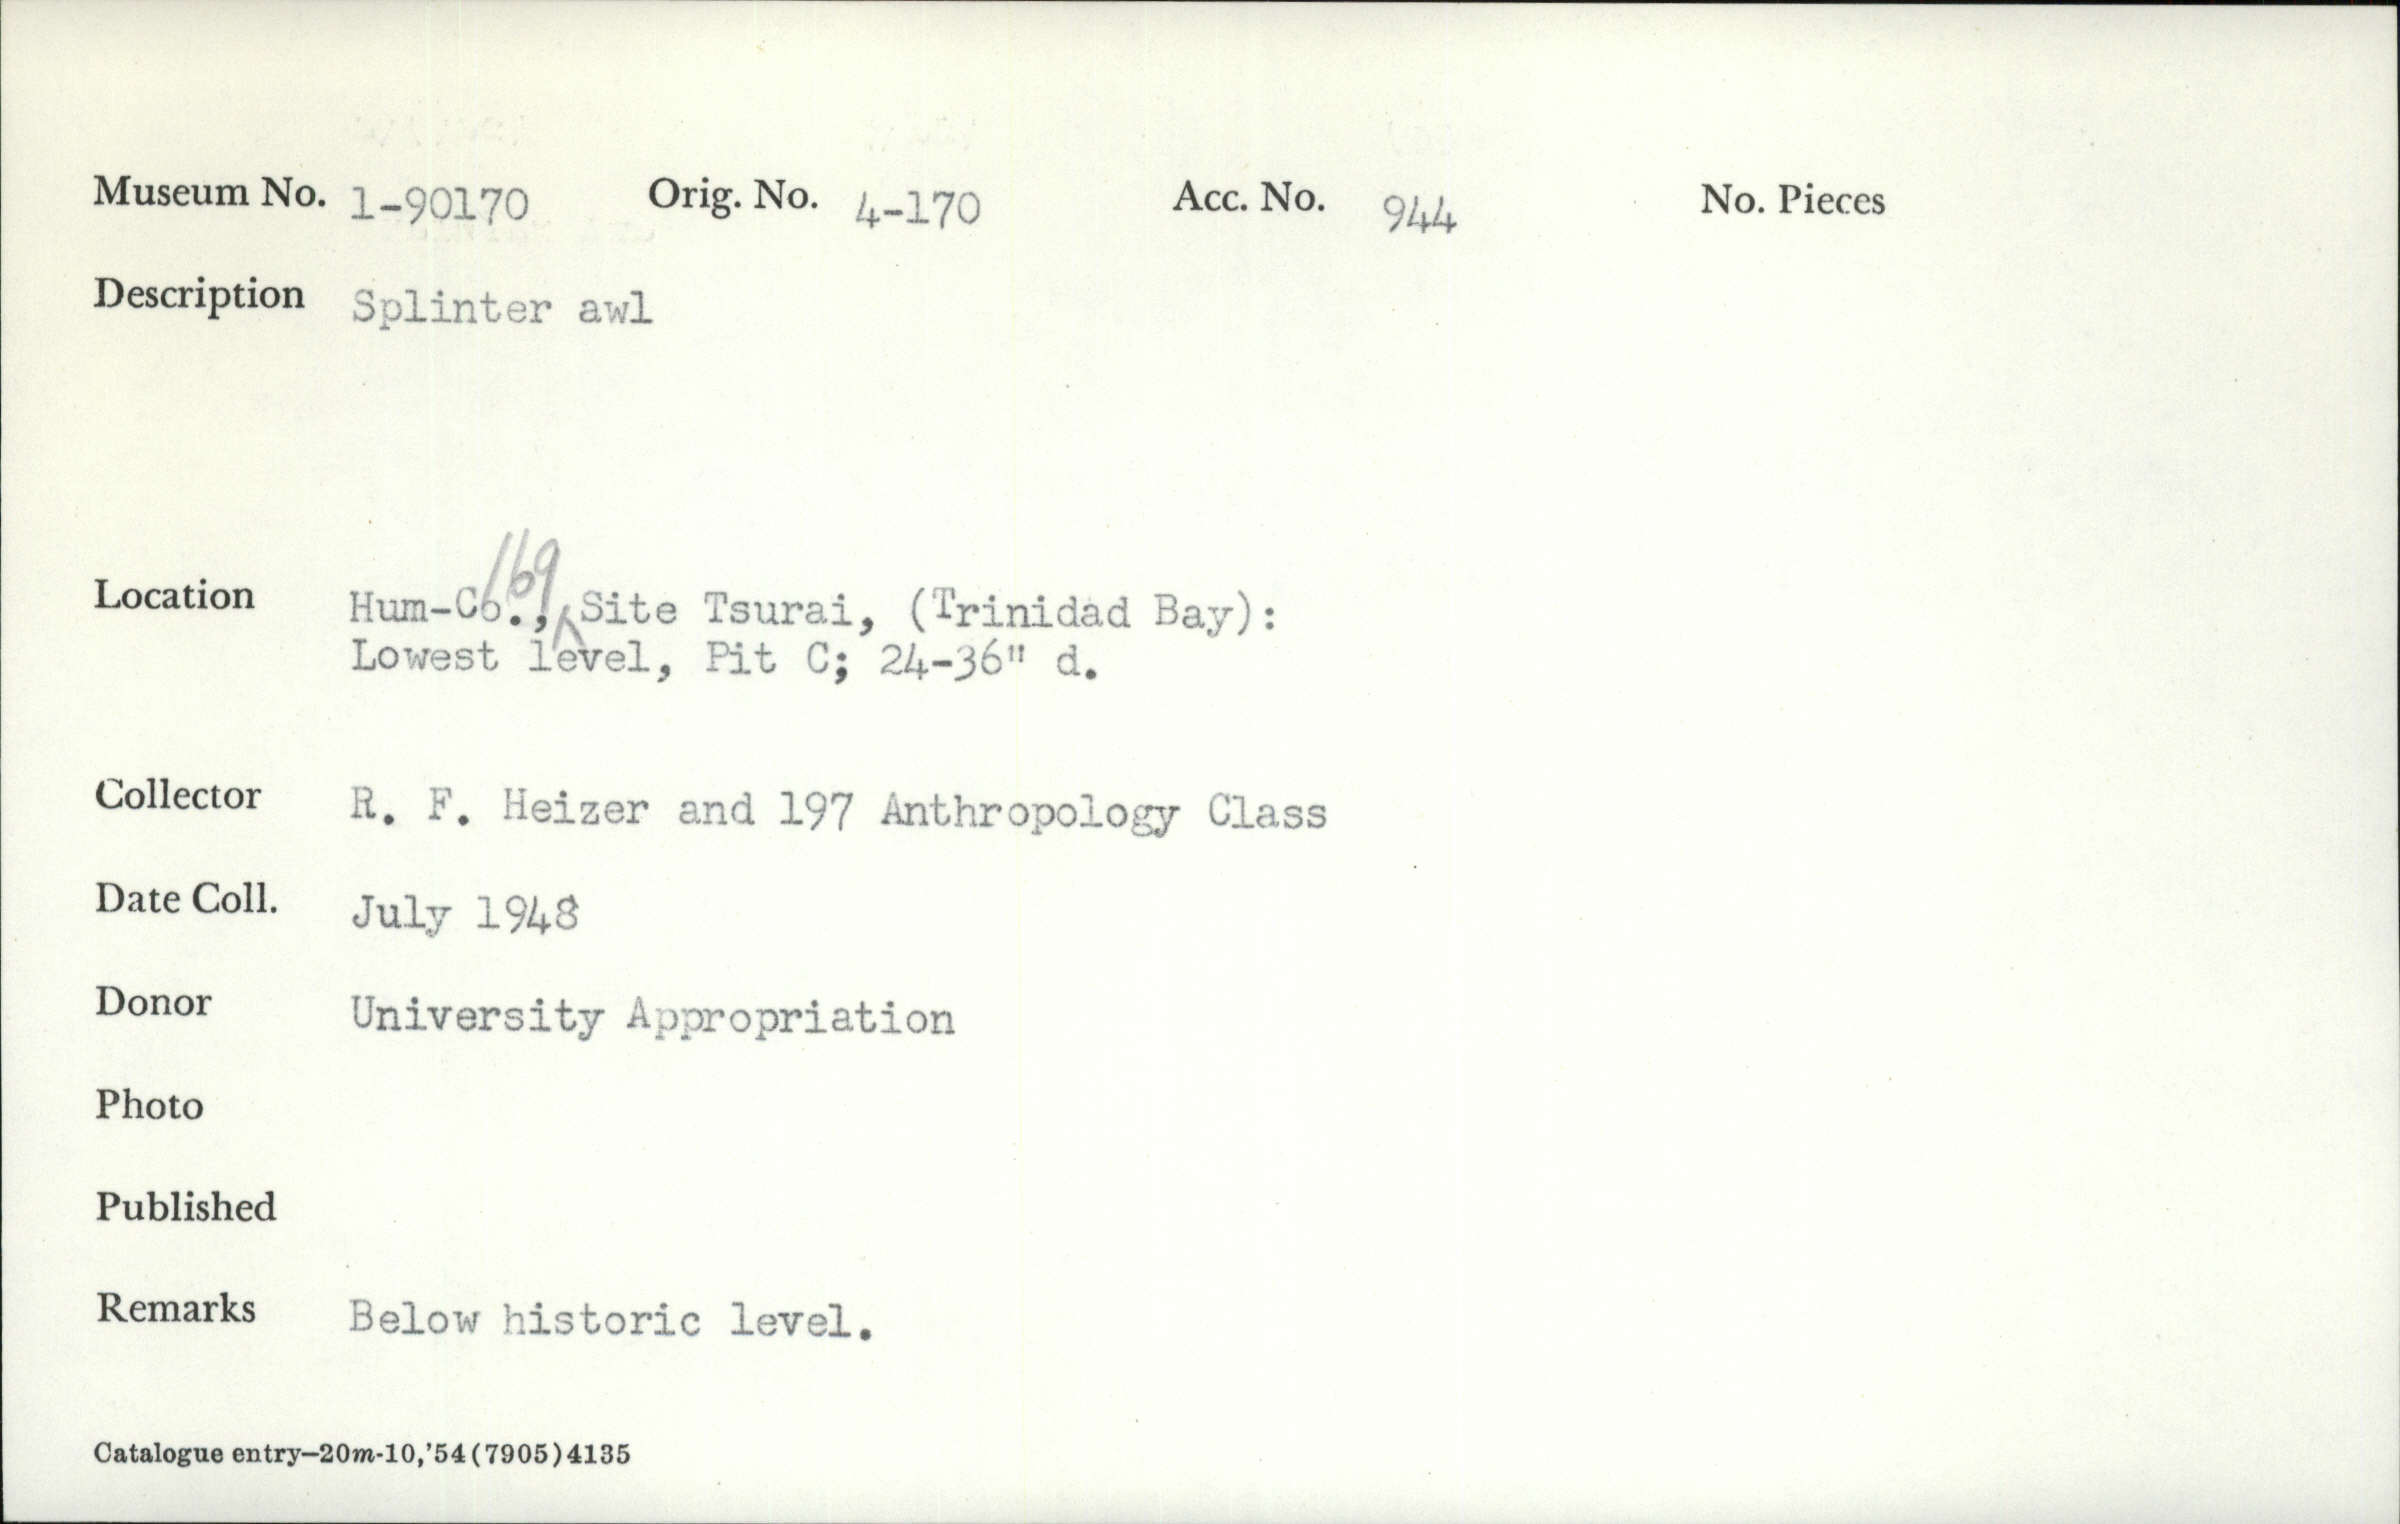 Museum No. 1-90170 Orig. No. 4-170 Acc. No. 944 No. Pieces
Description Splinter awl
169
Location Hum-Co., Site Tsurai, (Trinidad Bay):
Lowest level, Pit C; 24-36" d.
Collector R. F. Heizer and 197 Anthropology Class
Date Coll. July 1948
Donor University Appropriation
Photo
Published
Remarks Below historic level.
Catalogue entry—20m-10,'54(7905)4135